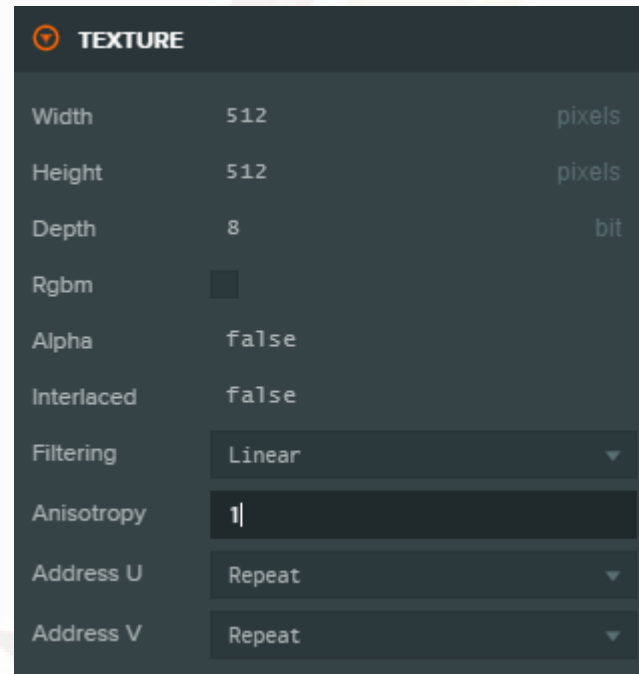 TEXTURE
Width 512 pixels
Height 512 pixels
Depth 8 bit
Rgbm
Alpha false
Interlaced false
Filtering Linear
Anisotropy 1
Address U Repeat
Address V Repeat